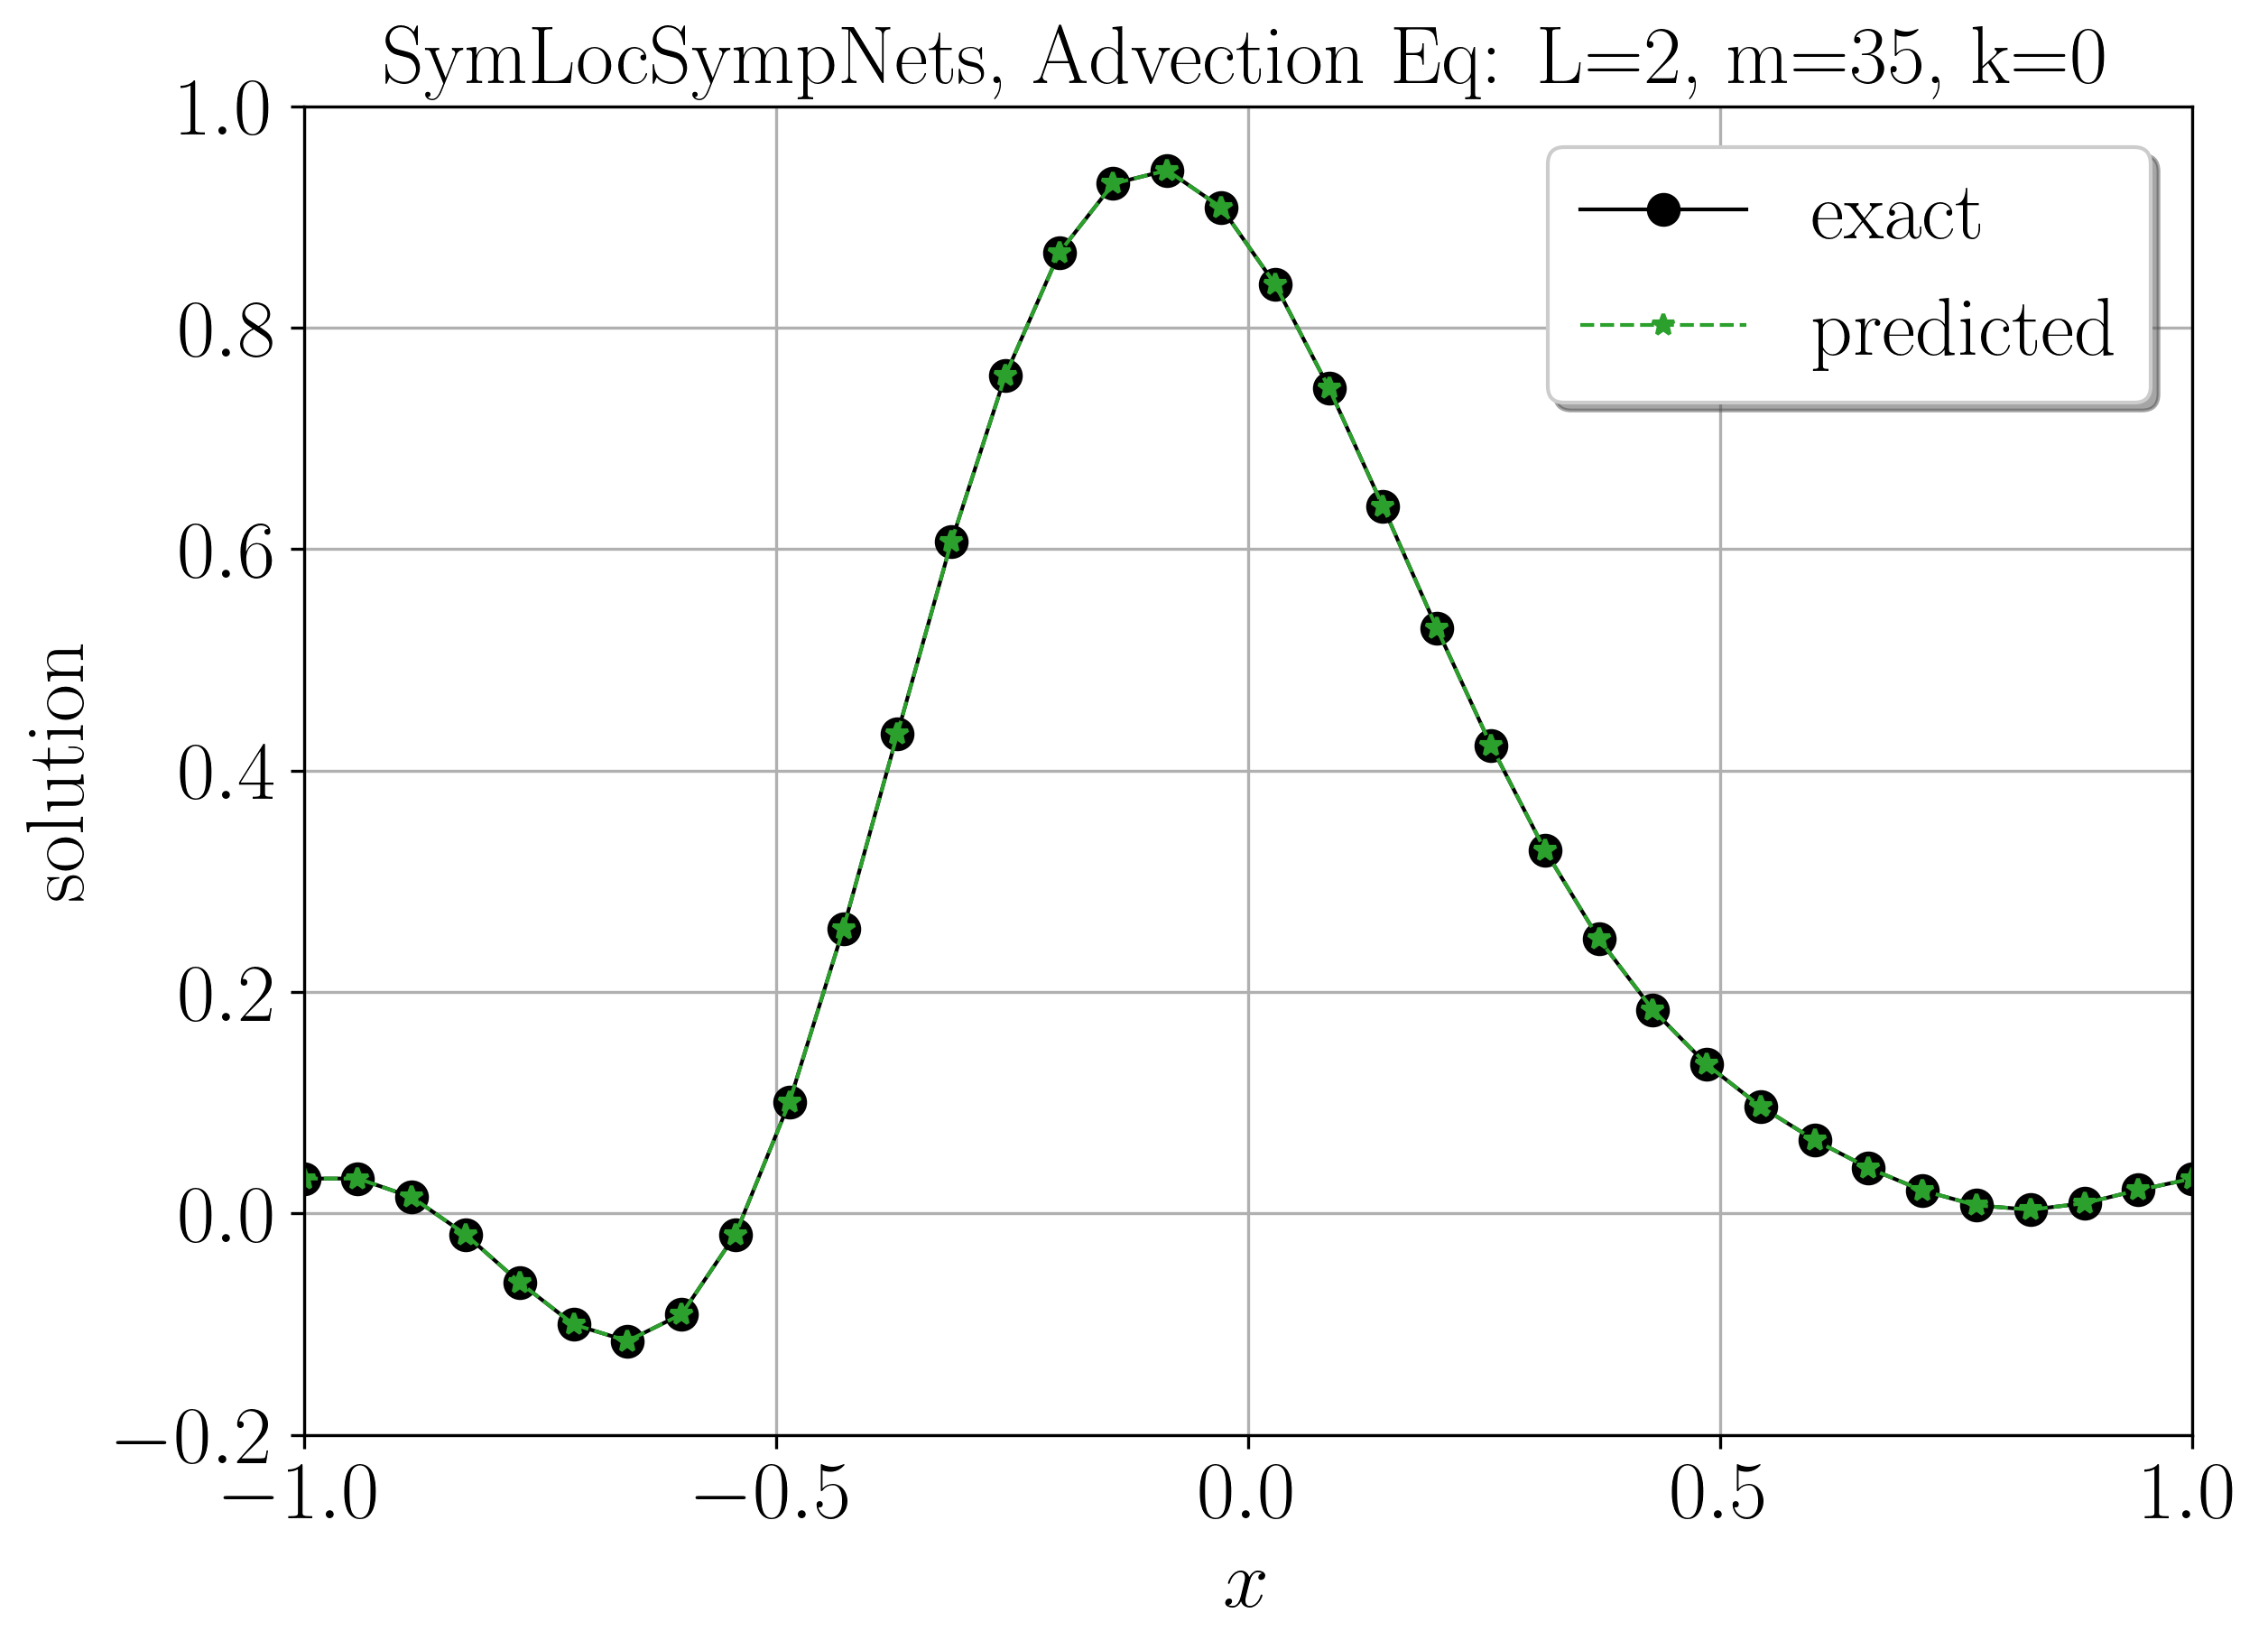 SymLocSympNets, Advection Eq: L=2, m=35, k=0
exact
predicted
solution
1.0
0.8
0.6
0.4
0.2
0.0
−0.2
−1.0
−0.5
0.0
0.5
1.0
x